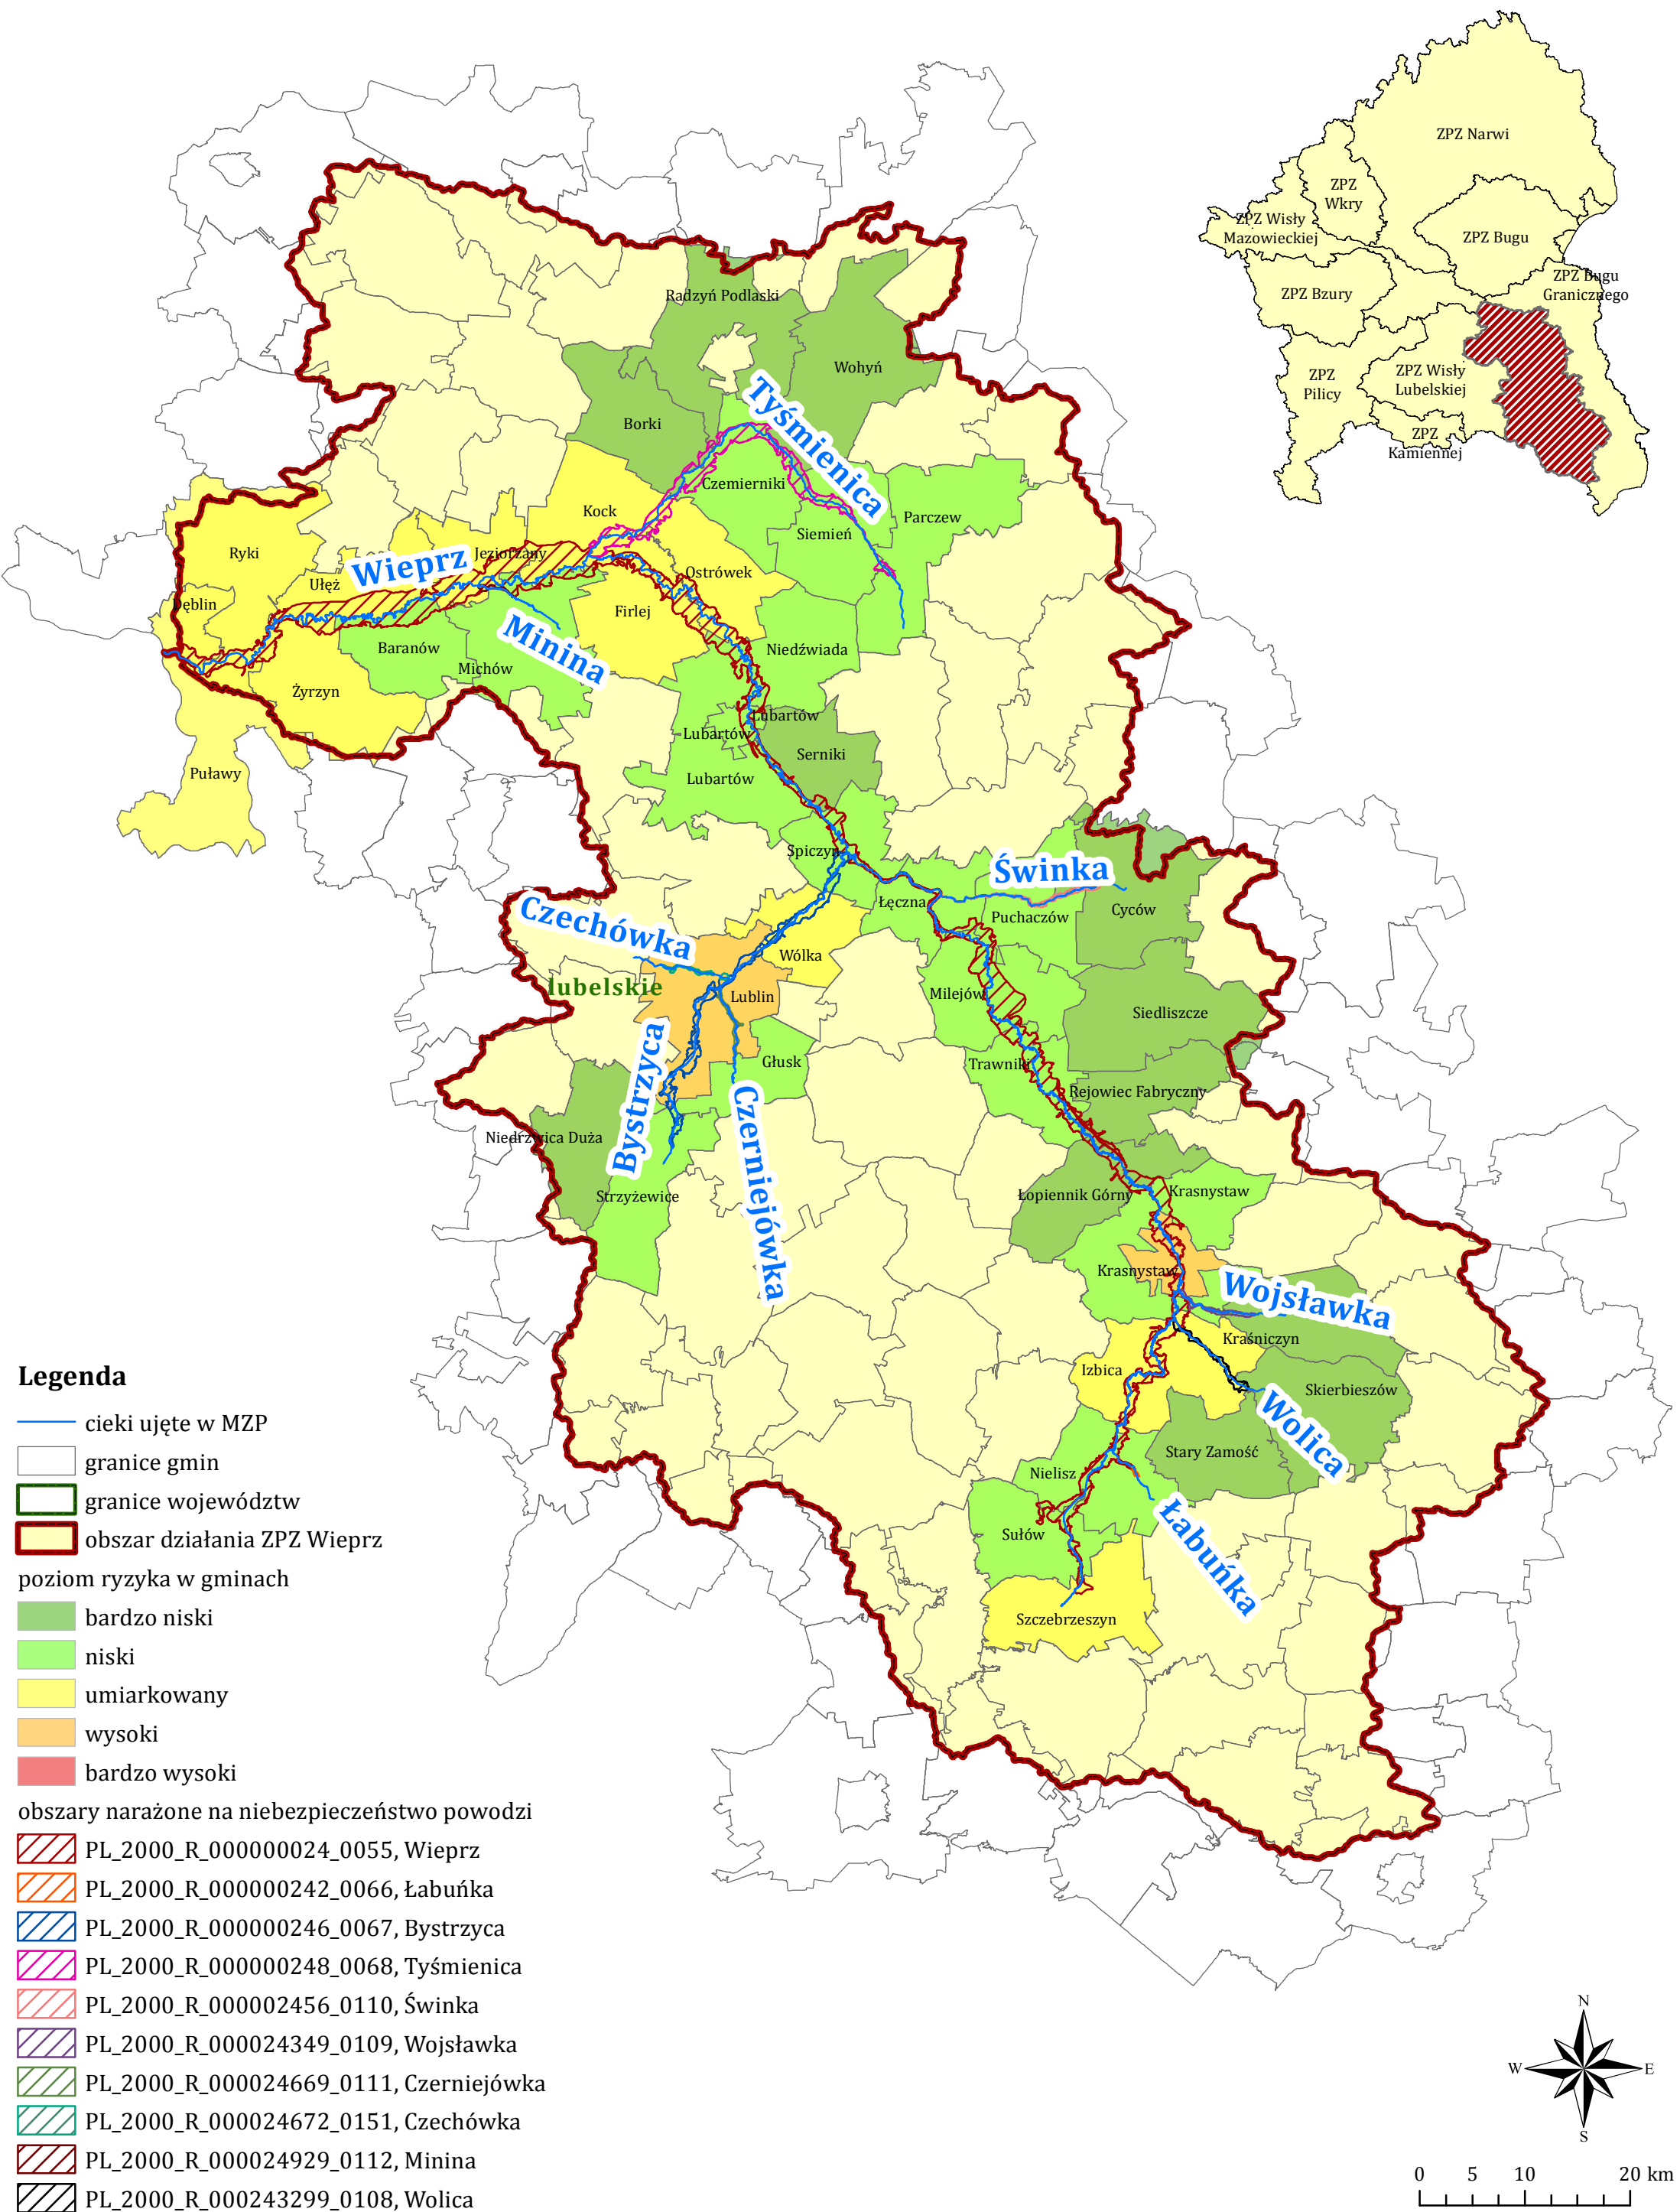 ZPZ Narwi
ZPZ
Wkry
ZPZ Wisły
Mazowieckiej
ZPZ Bugu
ZPZ Bugu
Granicznego
ZPZ Bzury
ZPZ
Pilicy
ZPZ Wisły
Lubelskiej
ZPZ
Kamiennej
Radzyń Podlaski
Wohyń
Borki
Tyśmienica
Czemierniki
Kock
Parczew
Siemień
Ryki
Jeziorzany
Wieprz
Ostrówek
Ułęż
Dęblin
Firlej
Minina
Baranów
Niedźwiada
Michów
Żyrzyn
Lubartów
Lubartów
Serniki
Puławy
Lubartów
Spiczyn
Świnka
Łęczna
Puchaczów
Cyców
Czechówka
Wólka
lubelskie
Lublin
Milejów
Siedliszcze
Głusk
Trawniki
Rejowiec Fabryczny
Bystrzyca
Czerniejówka
Niedrzwica Duża
Strzyżewice
Łopiennik Górny
Krasnystaw
Krasnystaw
Wojsławka
Kraśniczyn
Izbica
Skierbieszów
Wolica
Stary Zamość
Nielisz
Sułów
Łabuńka
Szczebrzeszyn
Legenda
cieki ujęte w MZP
granice gmin
granice województw
obszar działania ZPZ Wieprz
poziom ryzyka w gminach
bardzo niski
niski
umiarkowany
wysoki
bardzo wysoki
obszary narażone na niebezpieczeństwo powodzi
PL_2000_R_000000024_0055, Wieprz
PL_2000_R_000000242_0066, Łabuńka
PL_2000_R_000000246_0067, Bystrzyca
PL_2000_R_000000248_0068, Tyśmienica
PL_2000_R_000002456_0110, Świnka
PL_2000_R_000024349_0109, Wojsławka
PL_2000_R_000024669_0111, Czerniejówka
PL_2000_R_000024672_0151, Czechówka
PL_2000_R_000024929_0112, Minina
PL_2000_R_000243299_0108, Wolica
N
W E
S
0 5 10 20 km